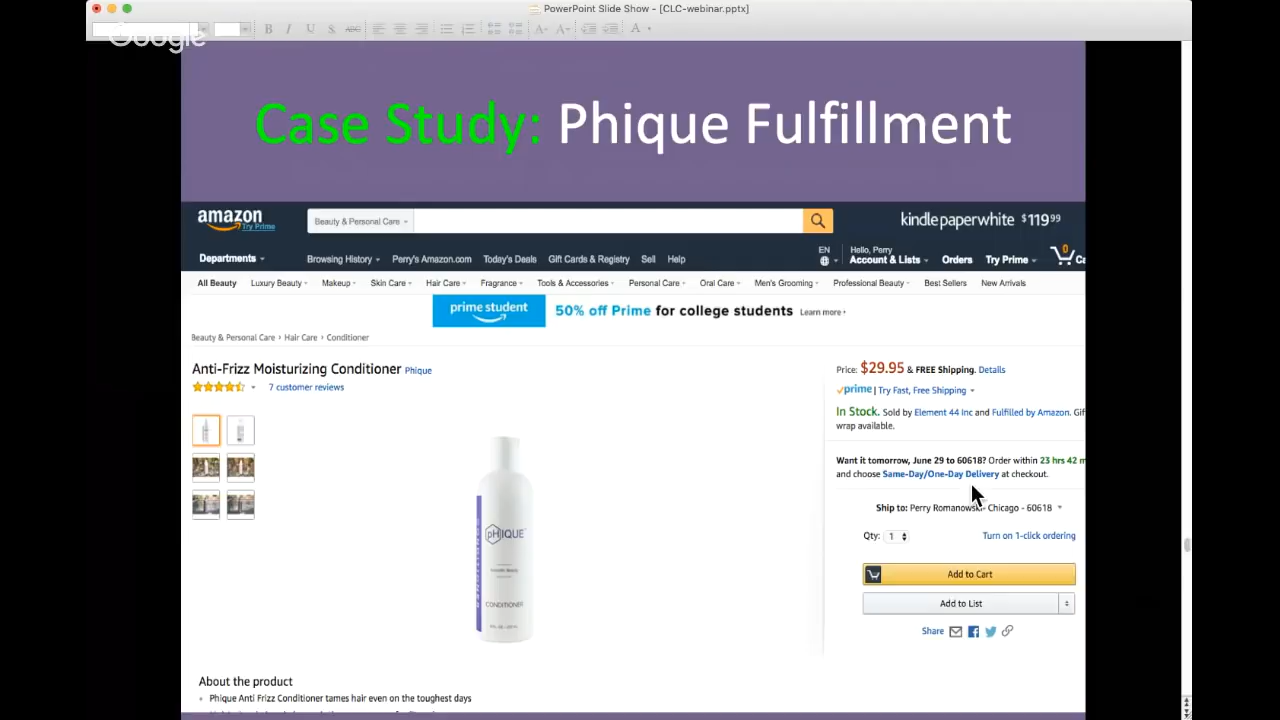 PowerPoint Slide Show - [CLC-webinar.pptx]
Google
B I U S ABC A A A
Case Study: Phique Fulfillment
amazon
Try Prime
Beauty & Personal Care
kindle paperwhite $119.99
Departments
Browsing History Perry's Amazon.com Today's Deals Gift Cards & Registry Sell Help
EN
Hello, Perry
Account & Lists
Orders
Try Prime
0
Ca
All Beauty Luxury Beauty Makeup Skin Care Hair Care Fragrance Tools & Accessories Personal Care Oral Care Men's Grooming Professional Beauty Best Sellers New Arrivals
prime student
50% off Prime for college students Learn more
Beauty & Personal Care › Hair Care › Conditioner
Anti-Frizz Moisturizing Conditioner Phique
7 customer reviews
pHIQUE
CONDITIONER
Price: $29.95 & FREE Shipping. Details
prime | Try Fast, Free Shipping
In Stock. Sold by Element 44 Inc and Fulfilled by Amazon. Gif
wrap available.
Want it tomorrow, June 29 to 60618? Order within 23 hrs 42 m
and choose Same-Day/One-Day Delivery at checkout.
Ship to: Perry Romanowski- Chicago - 60618
Qty: 1
Turn on 1-click ordering
Add to Cart
Add to List
Share
About the product
• Phique Anti Frizz Conditioner tames hair even on the toughest days